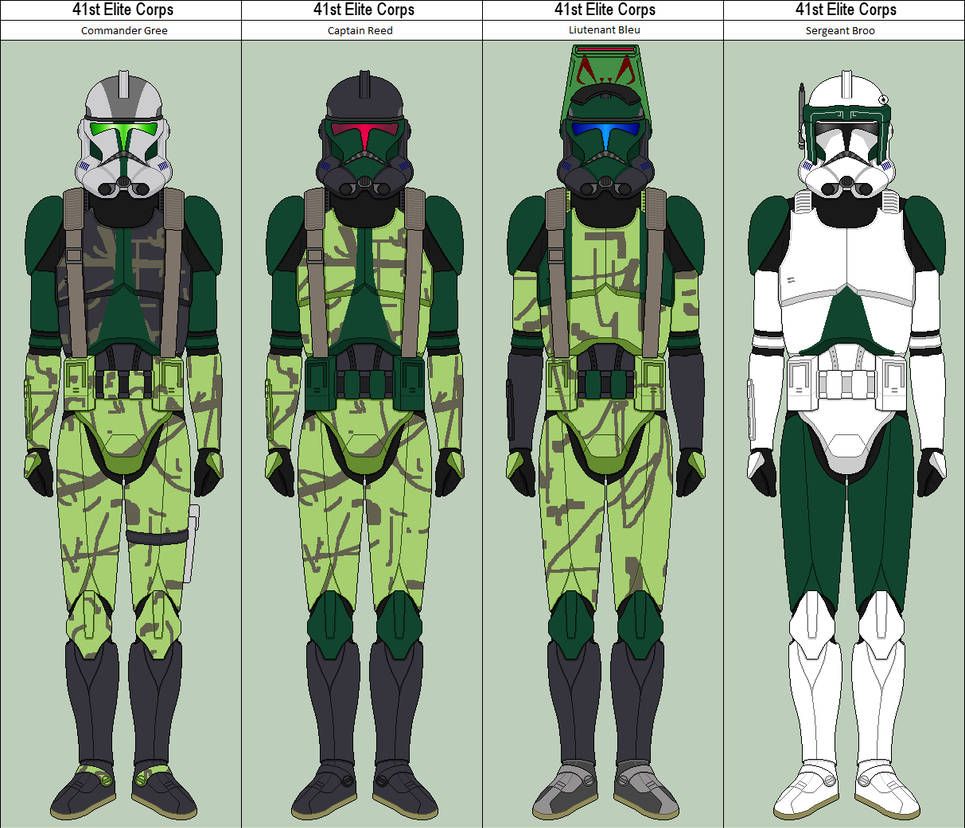 41st Elite Corps
Commander Gree
41st Elite Corps
Captain Reed
41st Elite Corps
Liutenant Bleu
41st Elite Corps
Sergeant Broo